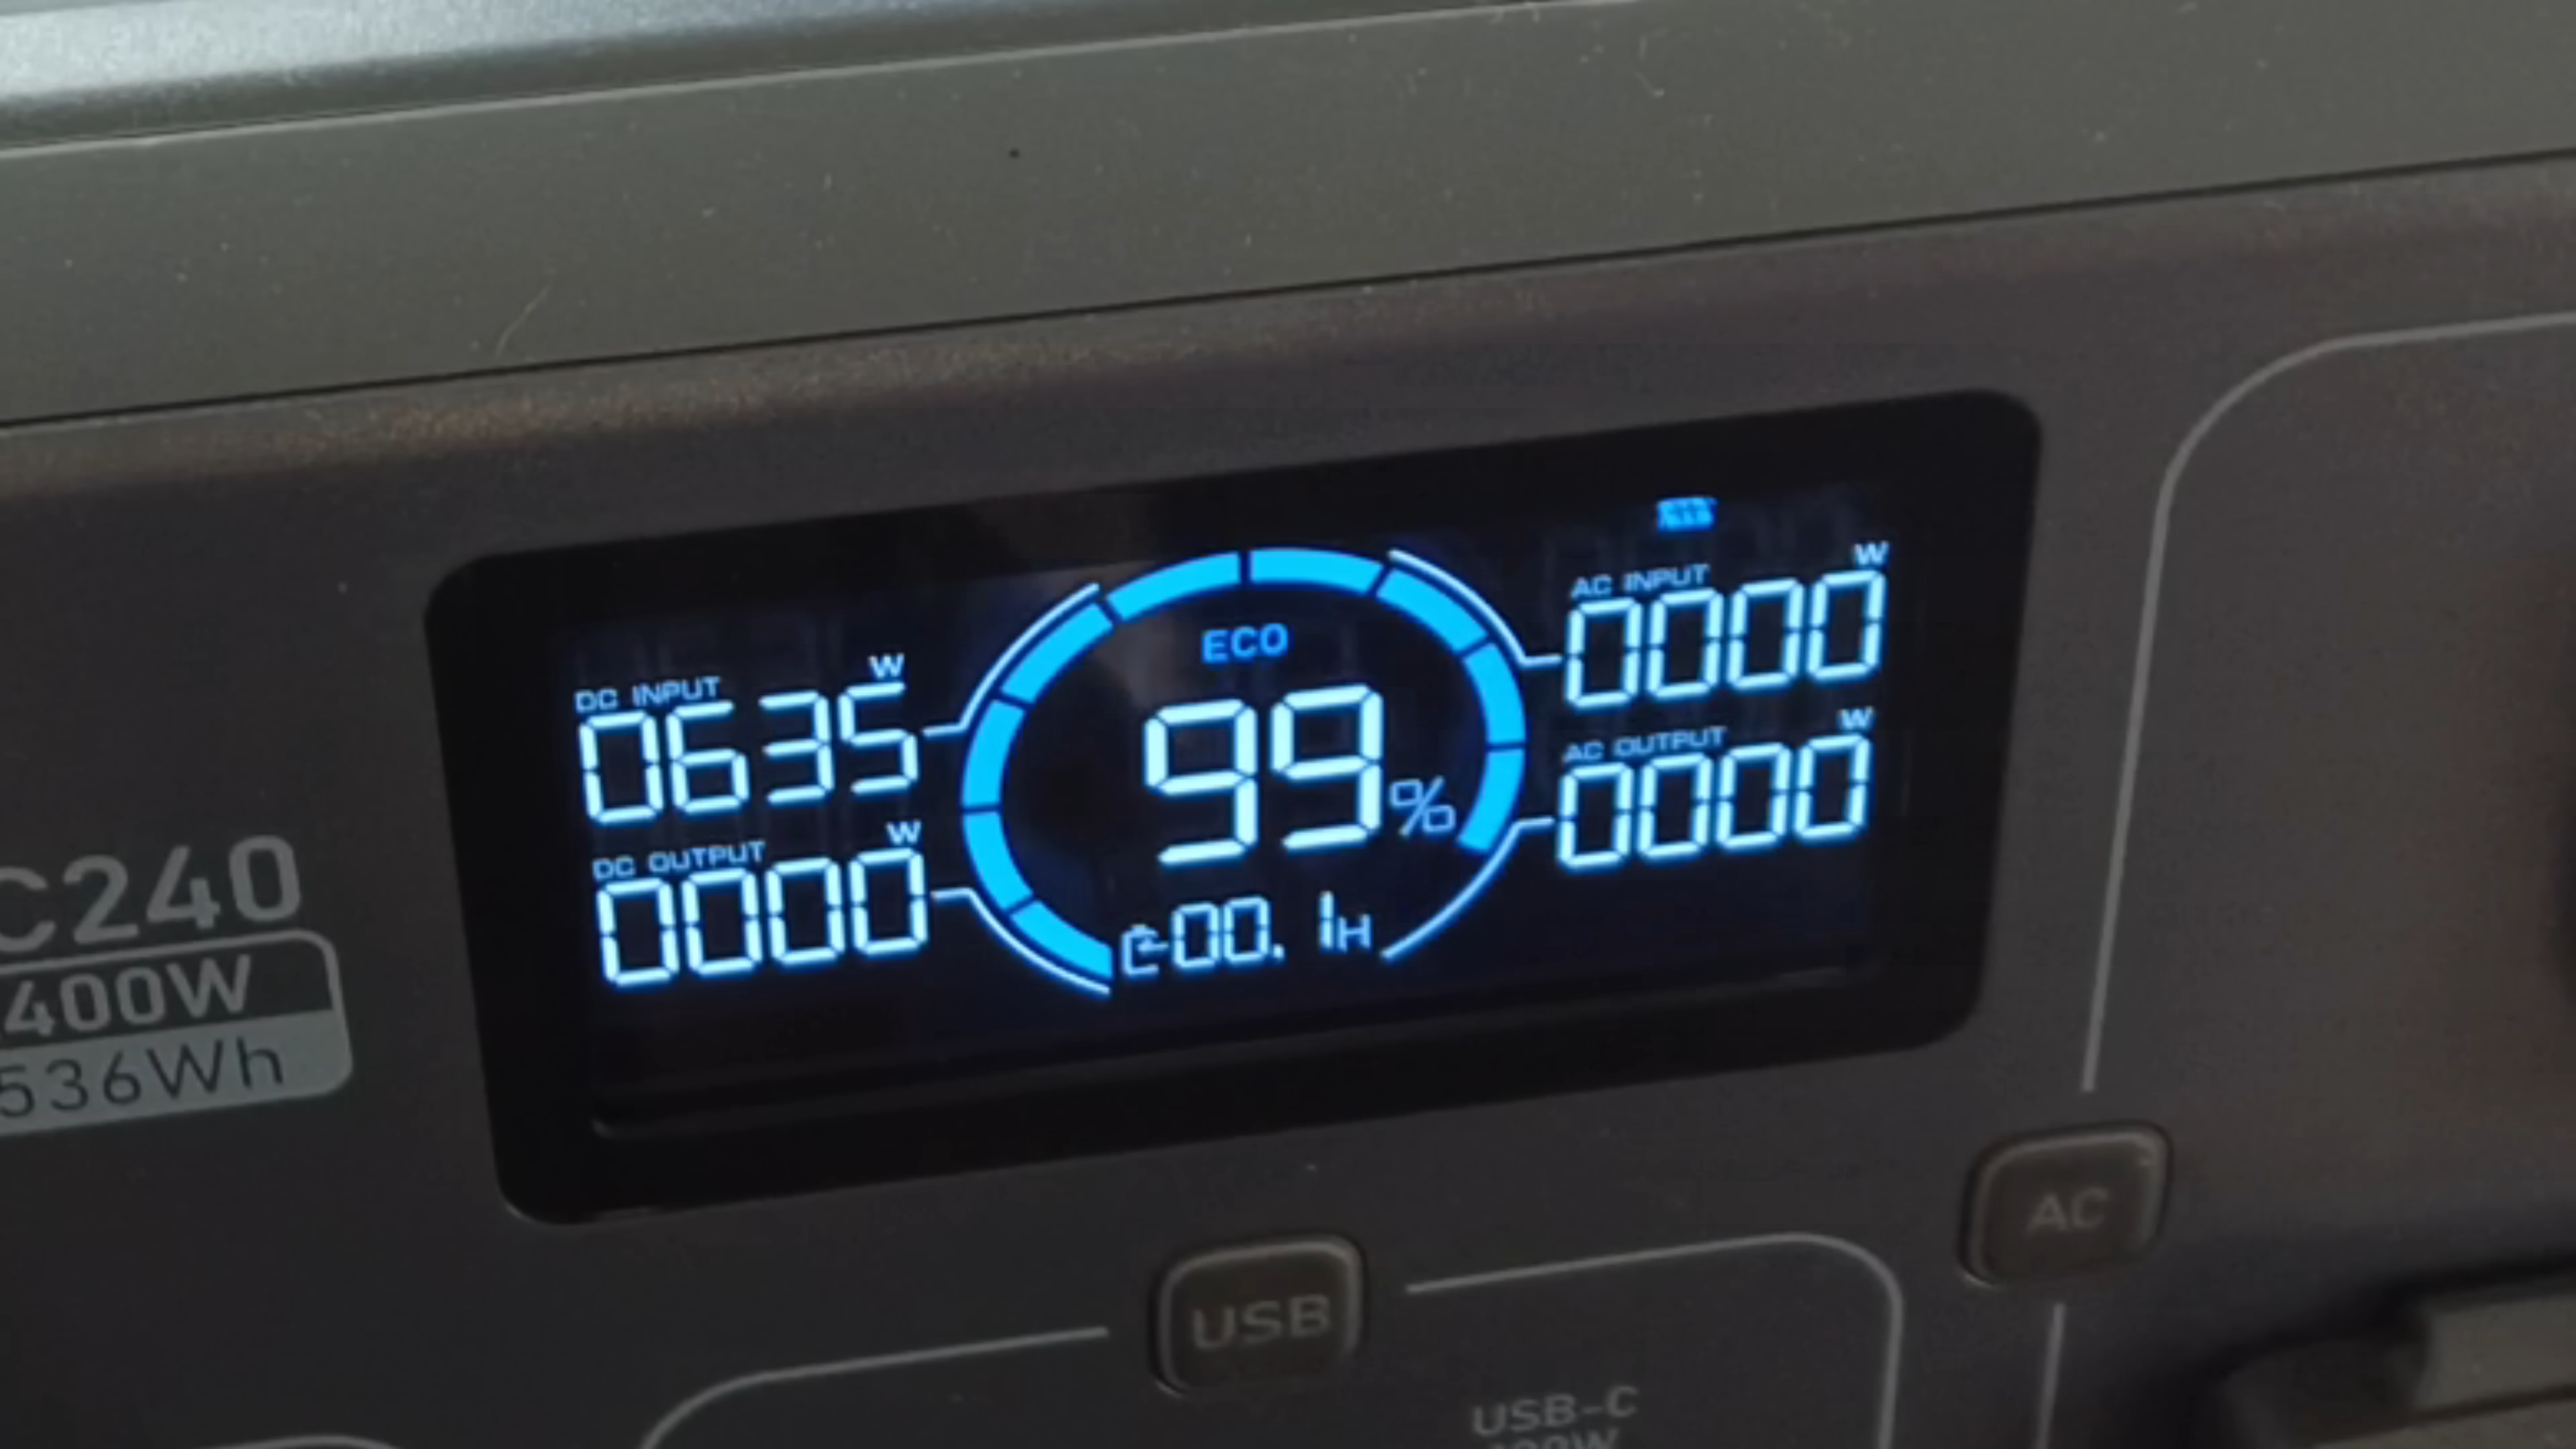 ECO
DC INPUT W
0635
DC OUTPUT W
0000
99%
00.1H
AC INPUT W
0000
AC OUTPUT W
0000
C240
400W
536Wh
USB
AC
USB-C